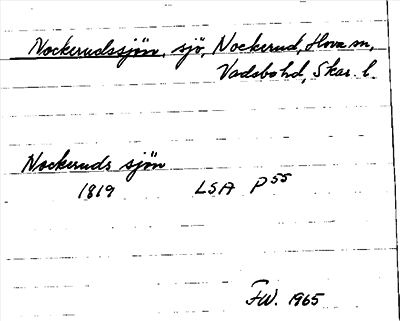 Nockerudssjön, sjö, Nockerud, Hova sn,
Vadsbo hd, Skar. l.
Nockeruds sjön
1819 LSA P55
FW. 1965